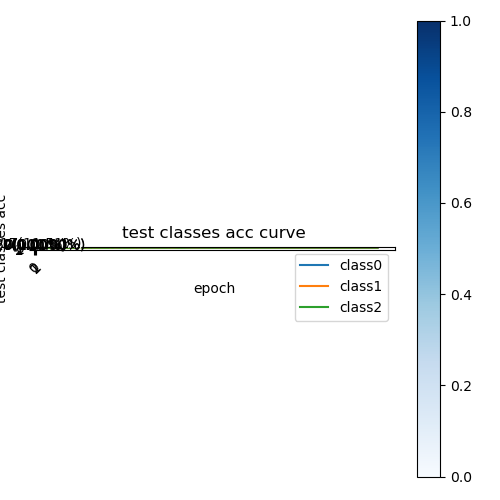 1.0
0.8
0.6
0.4
0.2
0.0
test classes acc curve
test classes acc
epoch
class0
class1
class2